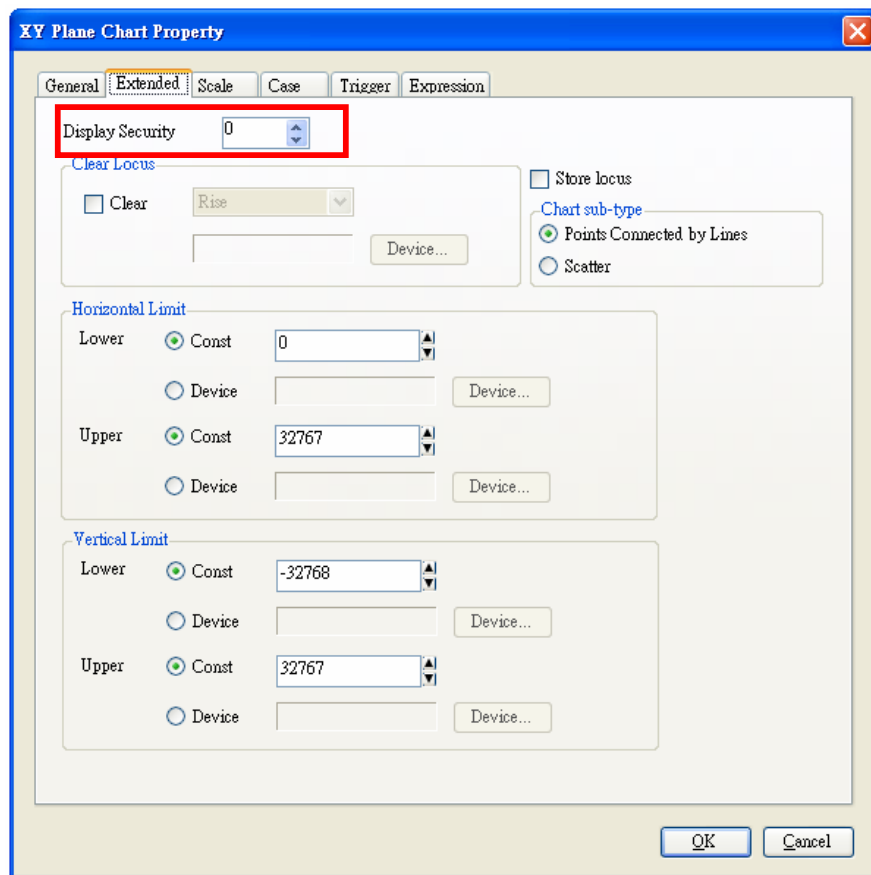 XY Plane Chart Property
General Extended Scale Case Trigger Expression
Display Security 0
Clear Locus
Clear Rise
Device...
Store locus
Chart sub-type
Points Connected by Lines
Scatter
Horizontal Limit
Lower Const 0
Device Device...
Upper Const 32767
Device Device...
Vertical Limit
Lower Const -32768
Device Device...
Upper Const 32767
Device Device...
OK Cancel